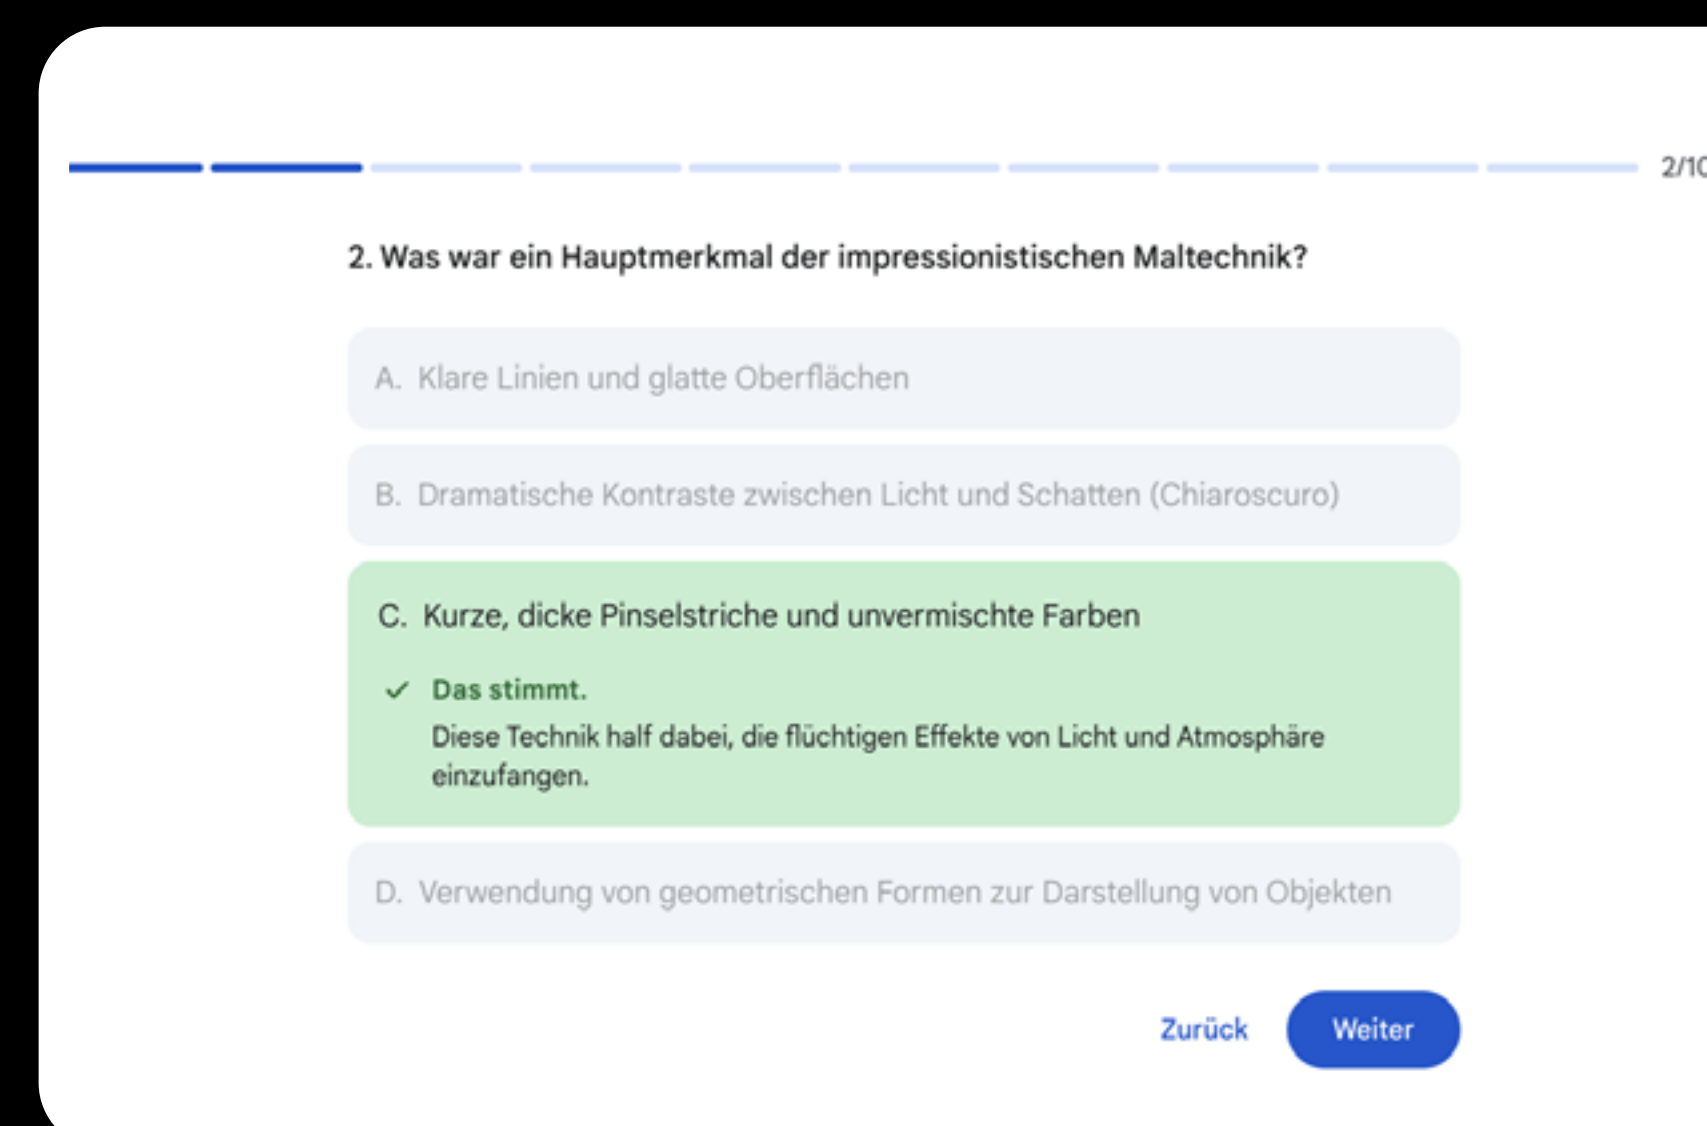 2/10
2. Was war ein Hauptmerkmal der impressionistischen Maltechnik?
A. Klare Linien und glatte Oberflächen
B. Dramatische Kontraste zwischen Licht und Schatten (Chiaroscuro)
C. Kurze, dicke Pinselstriche und unvermischte Farben
Das stimmt.
Diese Technik half dabei, die flüchtigen Effekte von Licht und Atmosphäre
einzufangen.
D. Verwendung von geometrischen Formen zur Darstellung von Objekten
Zurück Weiter